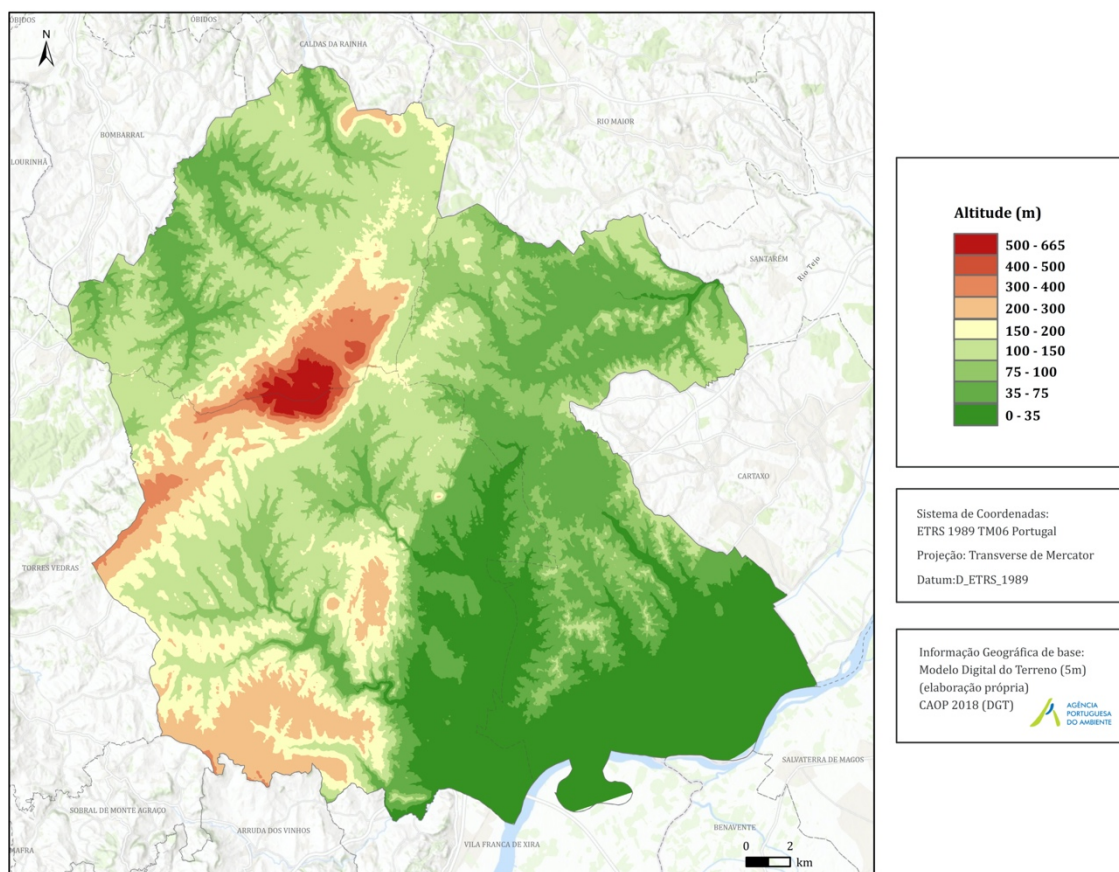 ÓBIDOS
ÓBIDOS
N
CALDAS DA RAINHA
BOMBARRAL
RIO MAIOR
LOURINHÃ
SANTARÉM
Rio Tejo
CARTAXO
TORRES VEDRAS
SALVATERRA DE MAGOS
SOBRAL DE MONTE AGRAÇO
ARRUDA DOS VINHOS
BENAVENTE
MAFRA
VILA FRANCA DE XIRA
0 2
km
Altitude (m)
500 - 665
400 - 500
300 - 400
200 - 300
150 - 200
100 - 150
75 - 100
35 - 75
0 - 35
Sistema de Coordenadas:
ETRS 1989 TM06 Portugal
Projeção: Transverse de Mercator
Datum:D_ETRS_1989
Informação Geográfica de base:
Modelo Digital do Terreno (5m)
(elaboração própria)
CAOP 2018 (DGT)
AGÊNCIA
PORTUGUESA
DO AMBIENTE